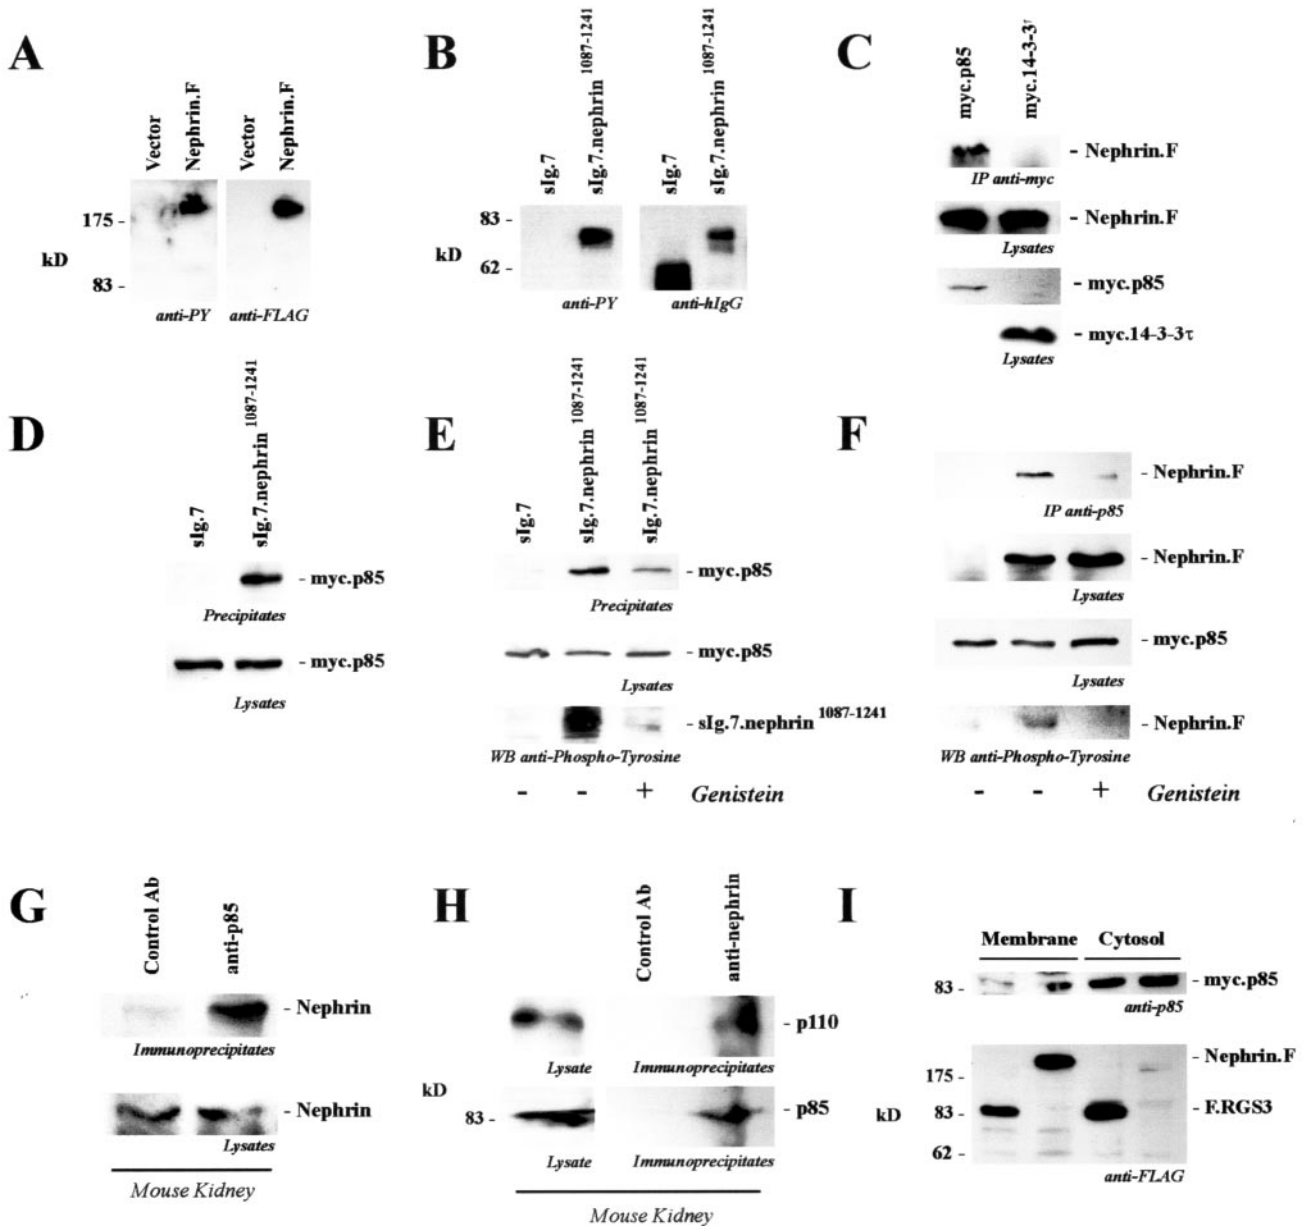 A
Vector
Nephrin.F
175 -
kD
83 -
anti-PY
anti-FLAG
B
sIg.7
sIg.7.nephrin 1087-1241
sIg.7
sIg.7.nephrin 1087-1241
Vector
Nephrin.F
83 -
kD
62 -
anti-PY
anti-hIgG
C
myc.p85
myc.14-3-3τ
- Nephrin.F
IP anti-myc
- Nephrin.F
Lysates
- myc.p85
- myc.14-3-3τ
Lysates
D
sIg.7
sIg.7.nephrin 1087-1241
- myc.p85
Precipitates
- myc.p85
Lysates
E
sIg.7
sIg.7.nephrin 1087-1241
sIg.7.nephrin 1087-1241
- myc.p85
Precipitates
- myc.p85
Lysates
- sIg.7.nephrin 1087-1241
WB anti-Phospho-Tyrosine
- - + Genistein
F
- Nephrin.F
IP anti-p85
- Nephrin.F
Lysates
- myc.p85
Lysates
- Nephrin.F
WB anti-Phospho-Tyrosine
- - + Genistein
G
Control Ab
anti-p85
- Nephrin
Immunoprecipitates
- Nephrin
Lysates
Mouse Kidney
H
Control Ab
anti-nephrin
- p110
Lysate
Immunoprecipitates
kD
83 -
- p85
Lysate
Immunoprecipitates
Mouse Kidney
I
Membrane Cytosol
83 -
- myc.p85
anti-p85
- Nephrin.F
175 -
kD
83 -
- F.RGS3
62 -
anti-FLAG